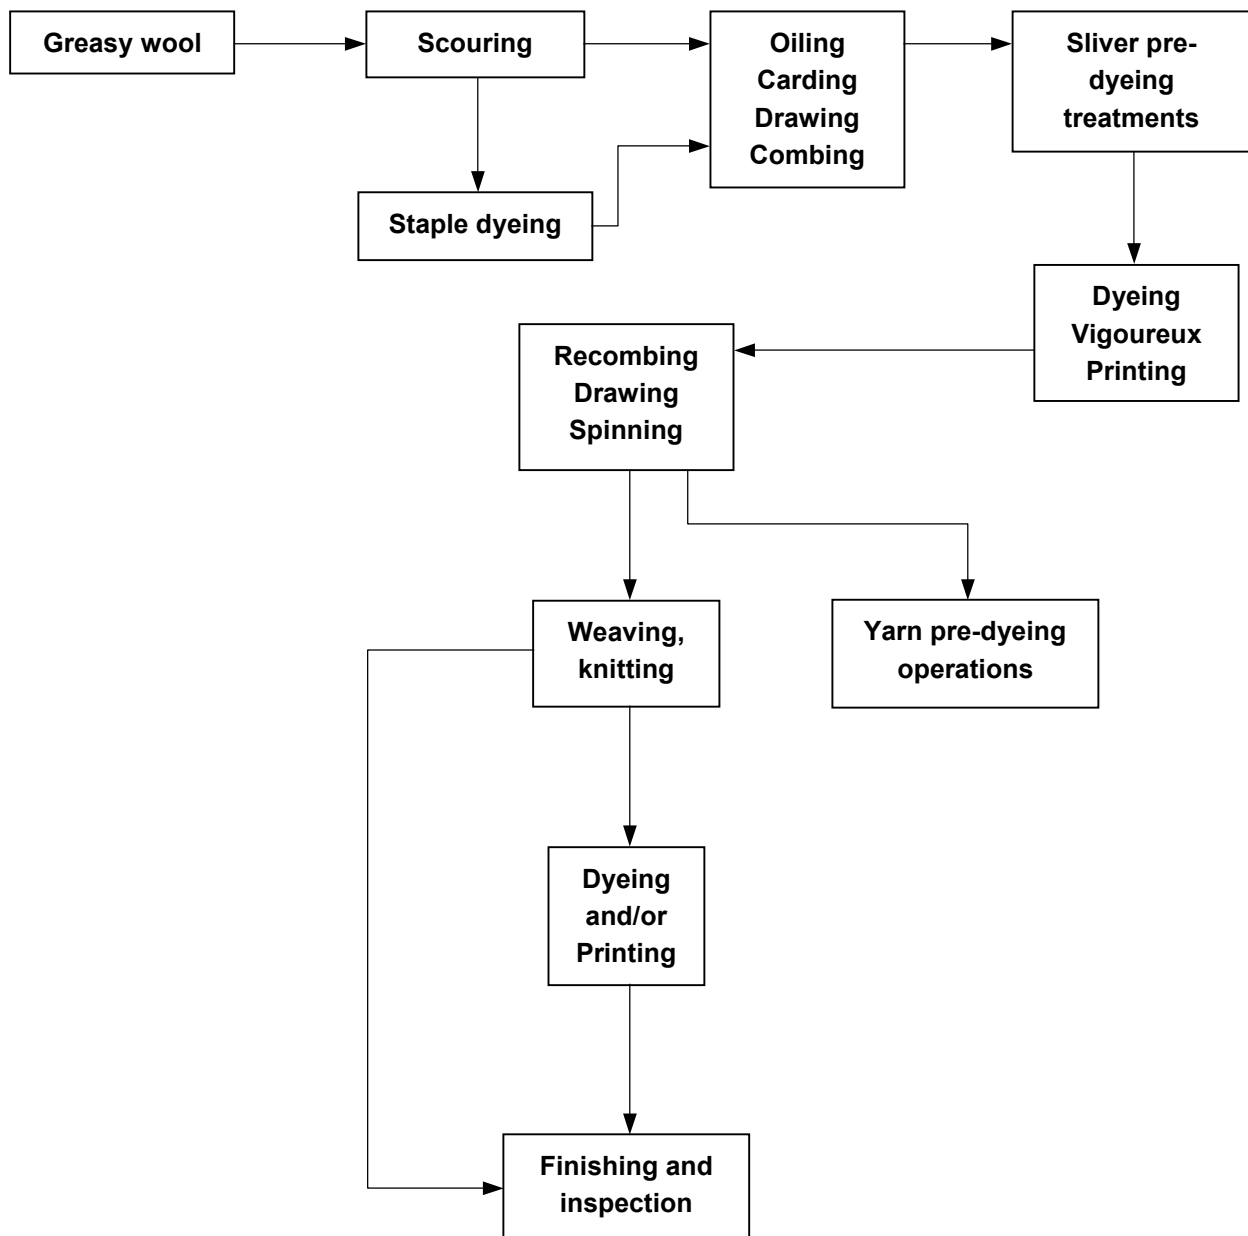 Greasy wool
Scouring
Oiling
Carding
Drawing
Combing
Sliver pre-
dyeing
treatments
Staple dyeing
Dyeing
Vigoureux
Printing
Recombing
Drawing
Spinning
Weaving,
knitting
Yarn pre-dyeing
operations
Dyeing
and/or
Printing
Finishing and
inspection